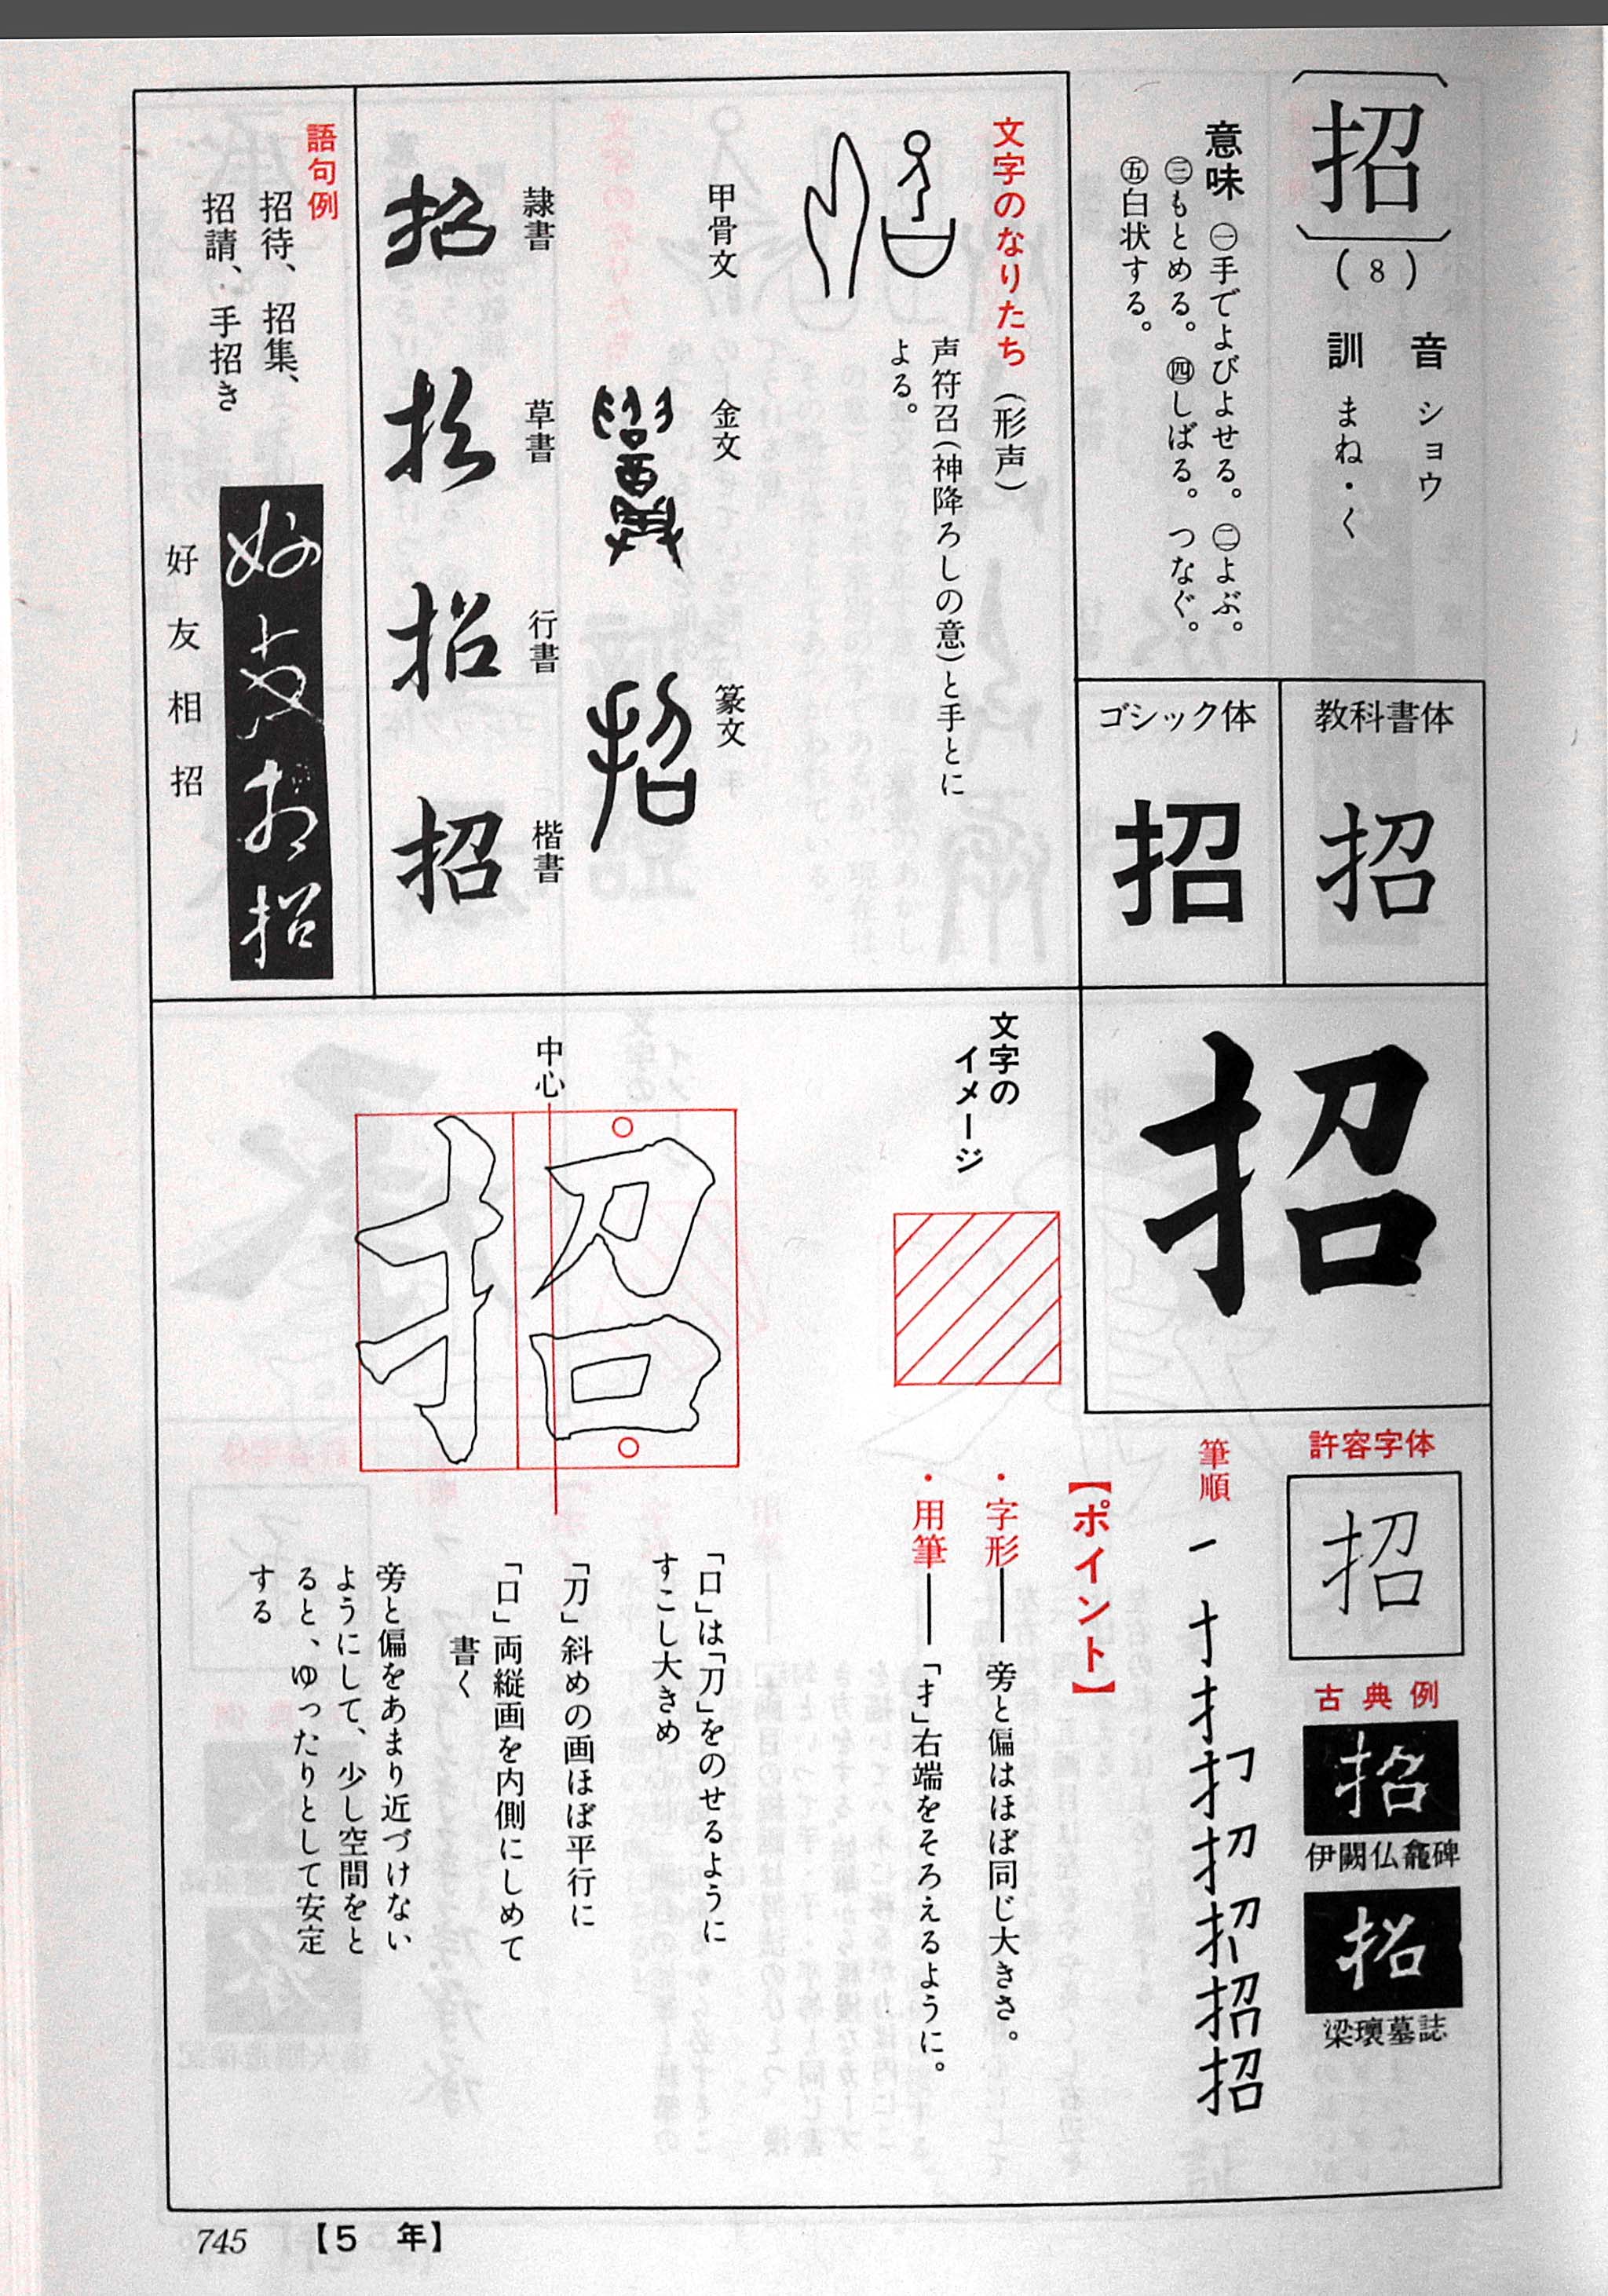 招
(8)
音 ショウ
訓 まね・く
意味 ㊀手でよびよせる。 ㊁よぶ。
㊂もとめる。 ㊃しばる。つなぐ。
㊄白状する。
教科書体
招
ゴシック体
招
文字のなりたち(形声)
声符召(神降ろしの意)と手とに
よる。
甲骨文
金文
篆文
招
隷書
招
草書
招
行書
招
楷書
招
語句例
招待、招集、
招請、手招き
好友相招
好友相招
招
許容字体
招
古典例
招
伊闕仏龕碑
招
梁瓌墓誌
筆順
一 十 扌 扌フ 扌刀 招 招
文字の
イメージ
中心
招
【ポイント】
・字形――旁と偏はほぼ同じ大きさ。
・用筆――「扌」右端をそろえるように。
「口」は「刀」をのせるように
すこし大きめ
「刀」斜めの画ほぼ平行に
「口」両縦画を内側にしめて
書く
旁と偏をあまり近づけない
ようにして、少し空間をと
ると、ゆったりとして安定
する
745 【5 年】